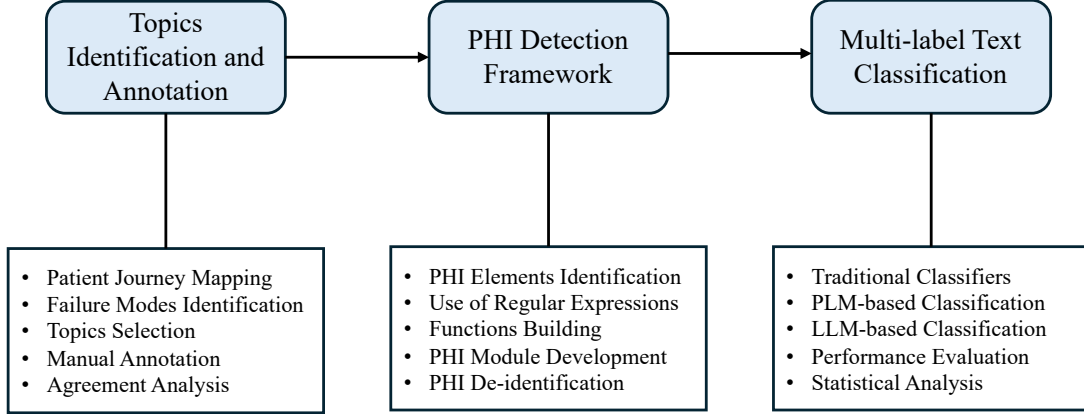 Topics
Identification and
Annotation
PHI Detection
Framework
Multi-label Text
Classification
• Patient Journey Mapping
• Failure Modes Identification
• Topics Selection
• Manual Annotation
• Agreement Analysis
• PHI Elements Identification
• Use of Regular Expressions
• Functions Building
• PHI Module Development
• PHI De-identification
• Traditional Classifiers
• PLM-based Classification
• LLM-based Classification
• Performance Evaluation
• Statistical Analysis